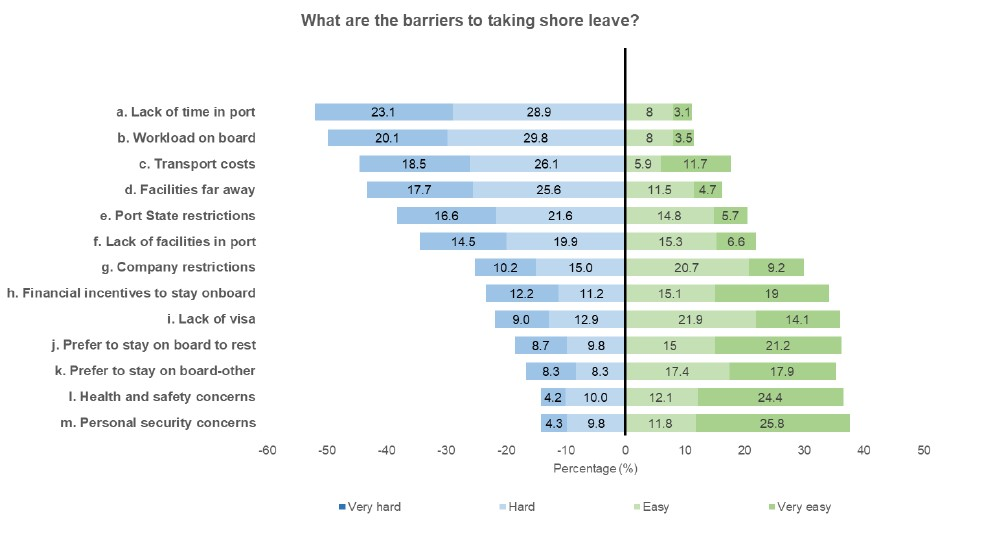 What are the barriers to taking shore leave?
a. Lack of time in port 23.1 28.9 8 3.1
b. Workload on board 20.1 29.8 8 3.5
c. Transport costs 18.5 26.1 5.9 11.7
d. Facilities far away 17.7 25.6 11.5 4.7
e. Port State restrictions 16.6 21.6 14.8 5.7
f. Lack of facilities in port 14.5 19.9 15.3 6.6
g. Company restrictions 10.2 15.0 20.7 9.2
h. Financial incentives to stay onboard 12.2 11.2 15.1 19
i. Lack of visa 9.0 12.9 21.9 14.1
j. Prefer to stay on board to rest 8.7 9.8 15 21.2
k. Prefer to stay on board-other 8.3 8.3 17.4 17.9
l. Health and safety concerns 4.2 10.0 12.1 24.4
m. Personal security concerns 4.3 9.8 11.8 25.8
-60 -50 -40 -30 -20 -10 0 10 20 30 40 50
Percentage (%)
Very hard Hard Easy Very easy